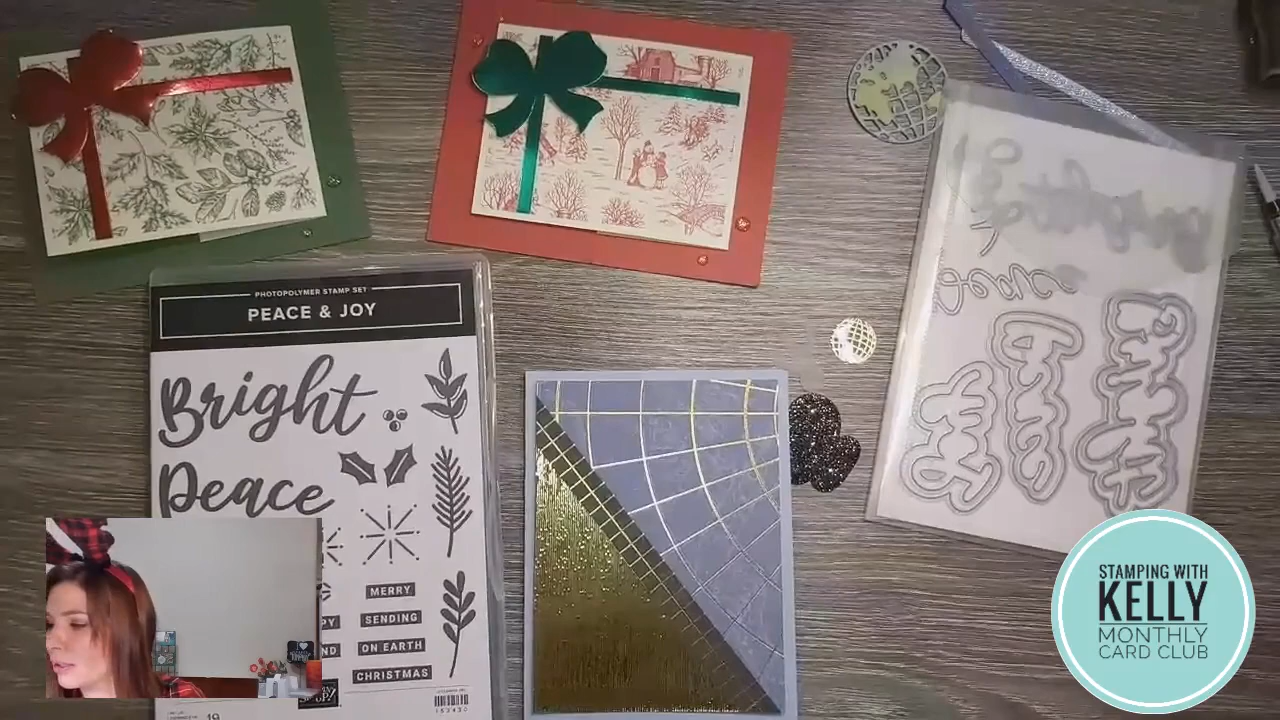 PHOTOPOLYMER STAMP SET
PEACE & JOY
Bright
Peace
MERRY
SENDING
ON EARTH
CHRISTMAS
STAMPING WITH
KELLY
MONTHLY
CARD CLUB